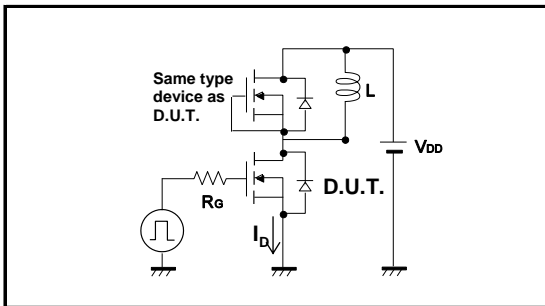 Same type
device as
D.U.T.
L
VDD
D.U.T.
RG
ID